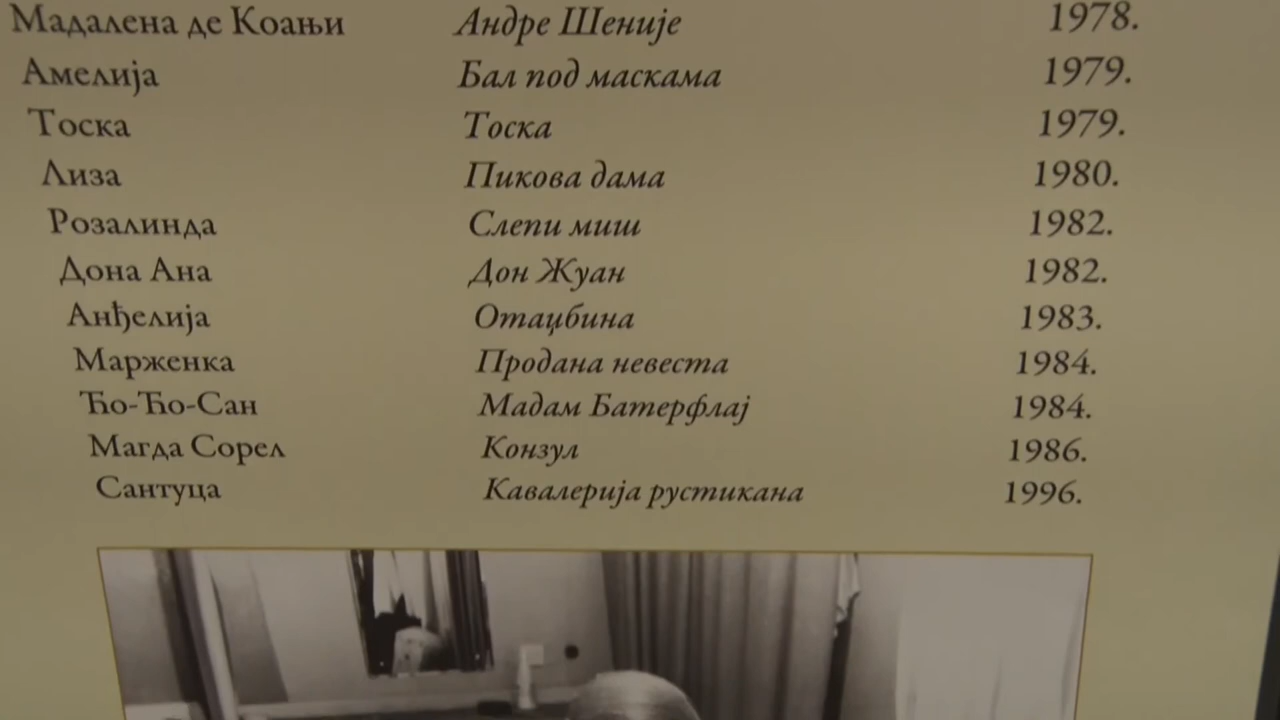 Мадалена де Коањи Андре Шеније 1978.
Амелија Бал под маскама 1979.
Тоска Тоска 1979.
Лиза Пикова дама 1980.
Розалинда Слепи миш 1982.
Дона Ана Дон Жуан 1982.
Анђелија Отаџбина 1983.
Марженка Продана невеста 1984.
Ћо-Ћо-Сан Мадам Батерфлај 1984.
Магда Сорел Конзул 1986.
Сантуца Кавалерија рустикана 1996.